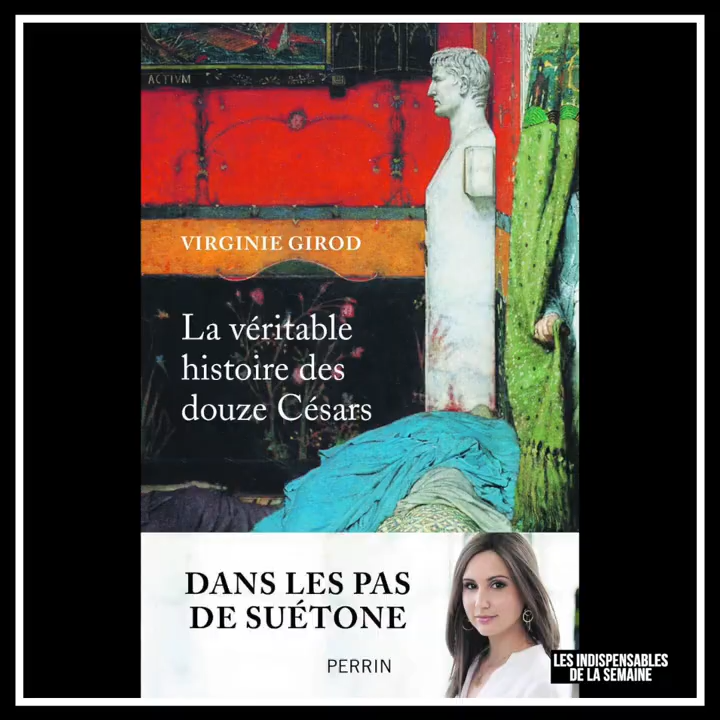 ACTIVM
VIRGINIE GIROD
La véritable
histoire des
douze Césars
DANS LES PAS
DE SUÉTONE
PERRIN
LES INDISPENSABLES
DE LA SEMAINE